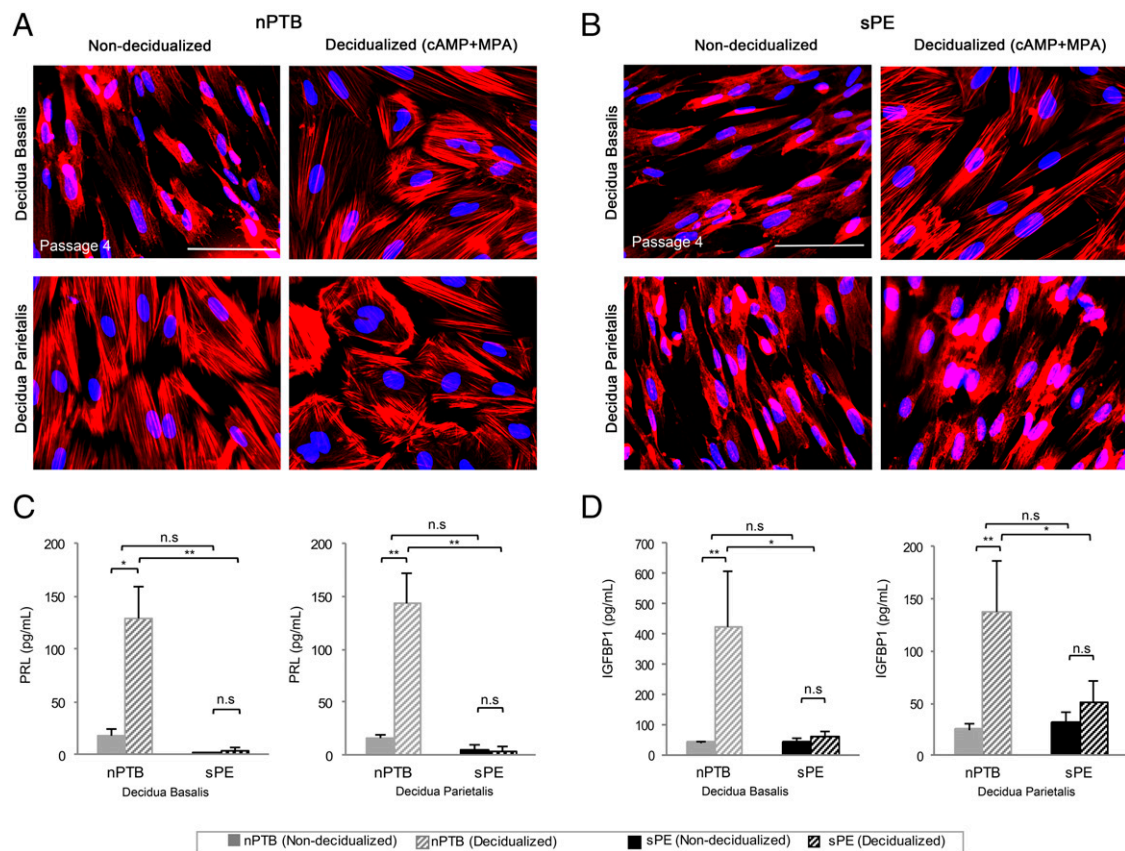 A
nPTB
Non-decidualized
Decidualized (cAMP+MPA)
Decidua Basalis
Passage 4
Decidua Parietalis
B
sPE
Non-decidualized
Decidualized (cAMP+MPA)
Decidua Basalis
Passage 4
Decidua Parietalis
C
PRL (pg/mL)
200
150
100
50
0
n.s
**
*
n.s
nPTB
sPE
Decidua Basalis
PRL (pg/mL)
200
150
100
50
0
n.s
**
**
n.s
nPTB
sPE
Decidua Parietalis
D
IGFBP1 (pg/mL)
700
600
500
400
300
200
100
0
n.s
**
*
n.s
nPTB
sPE
Decidua Basalis
IGFBP1 (pg/mL)
200
150
100
50
0
n.s
*
**
n.s
nPTB
sPE
Decidua Parietalis
nPTB (Non-decidualized) nPTB (Decidualized) sPE (Non-decidualized) sPE (Decidualized)